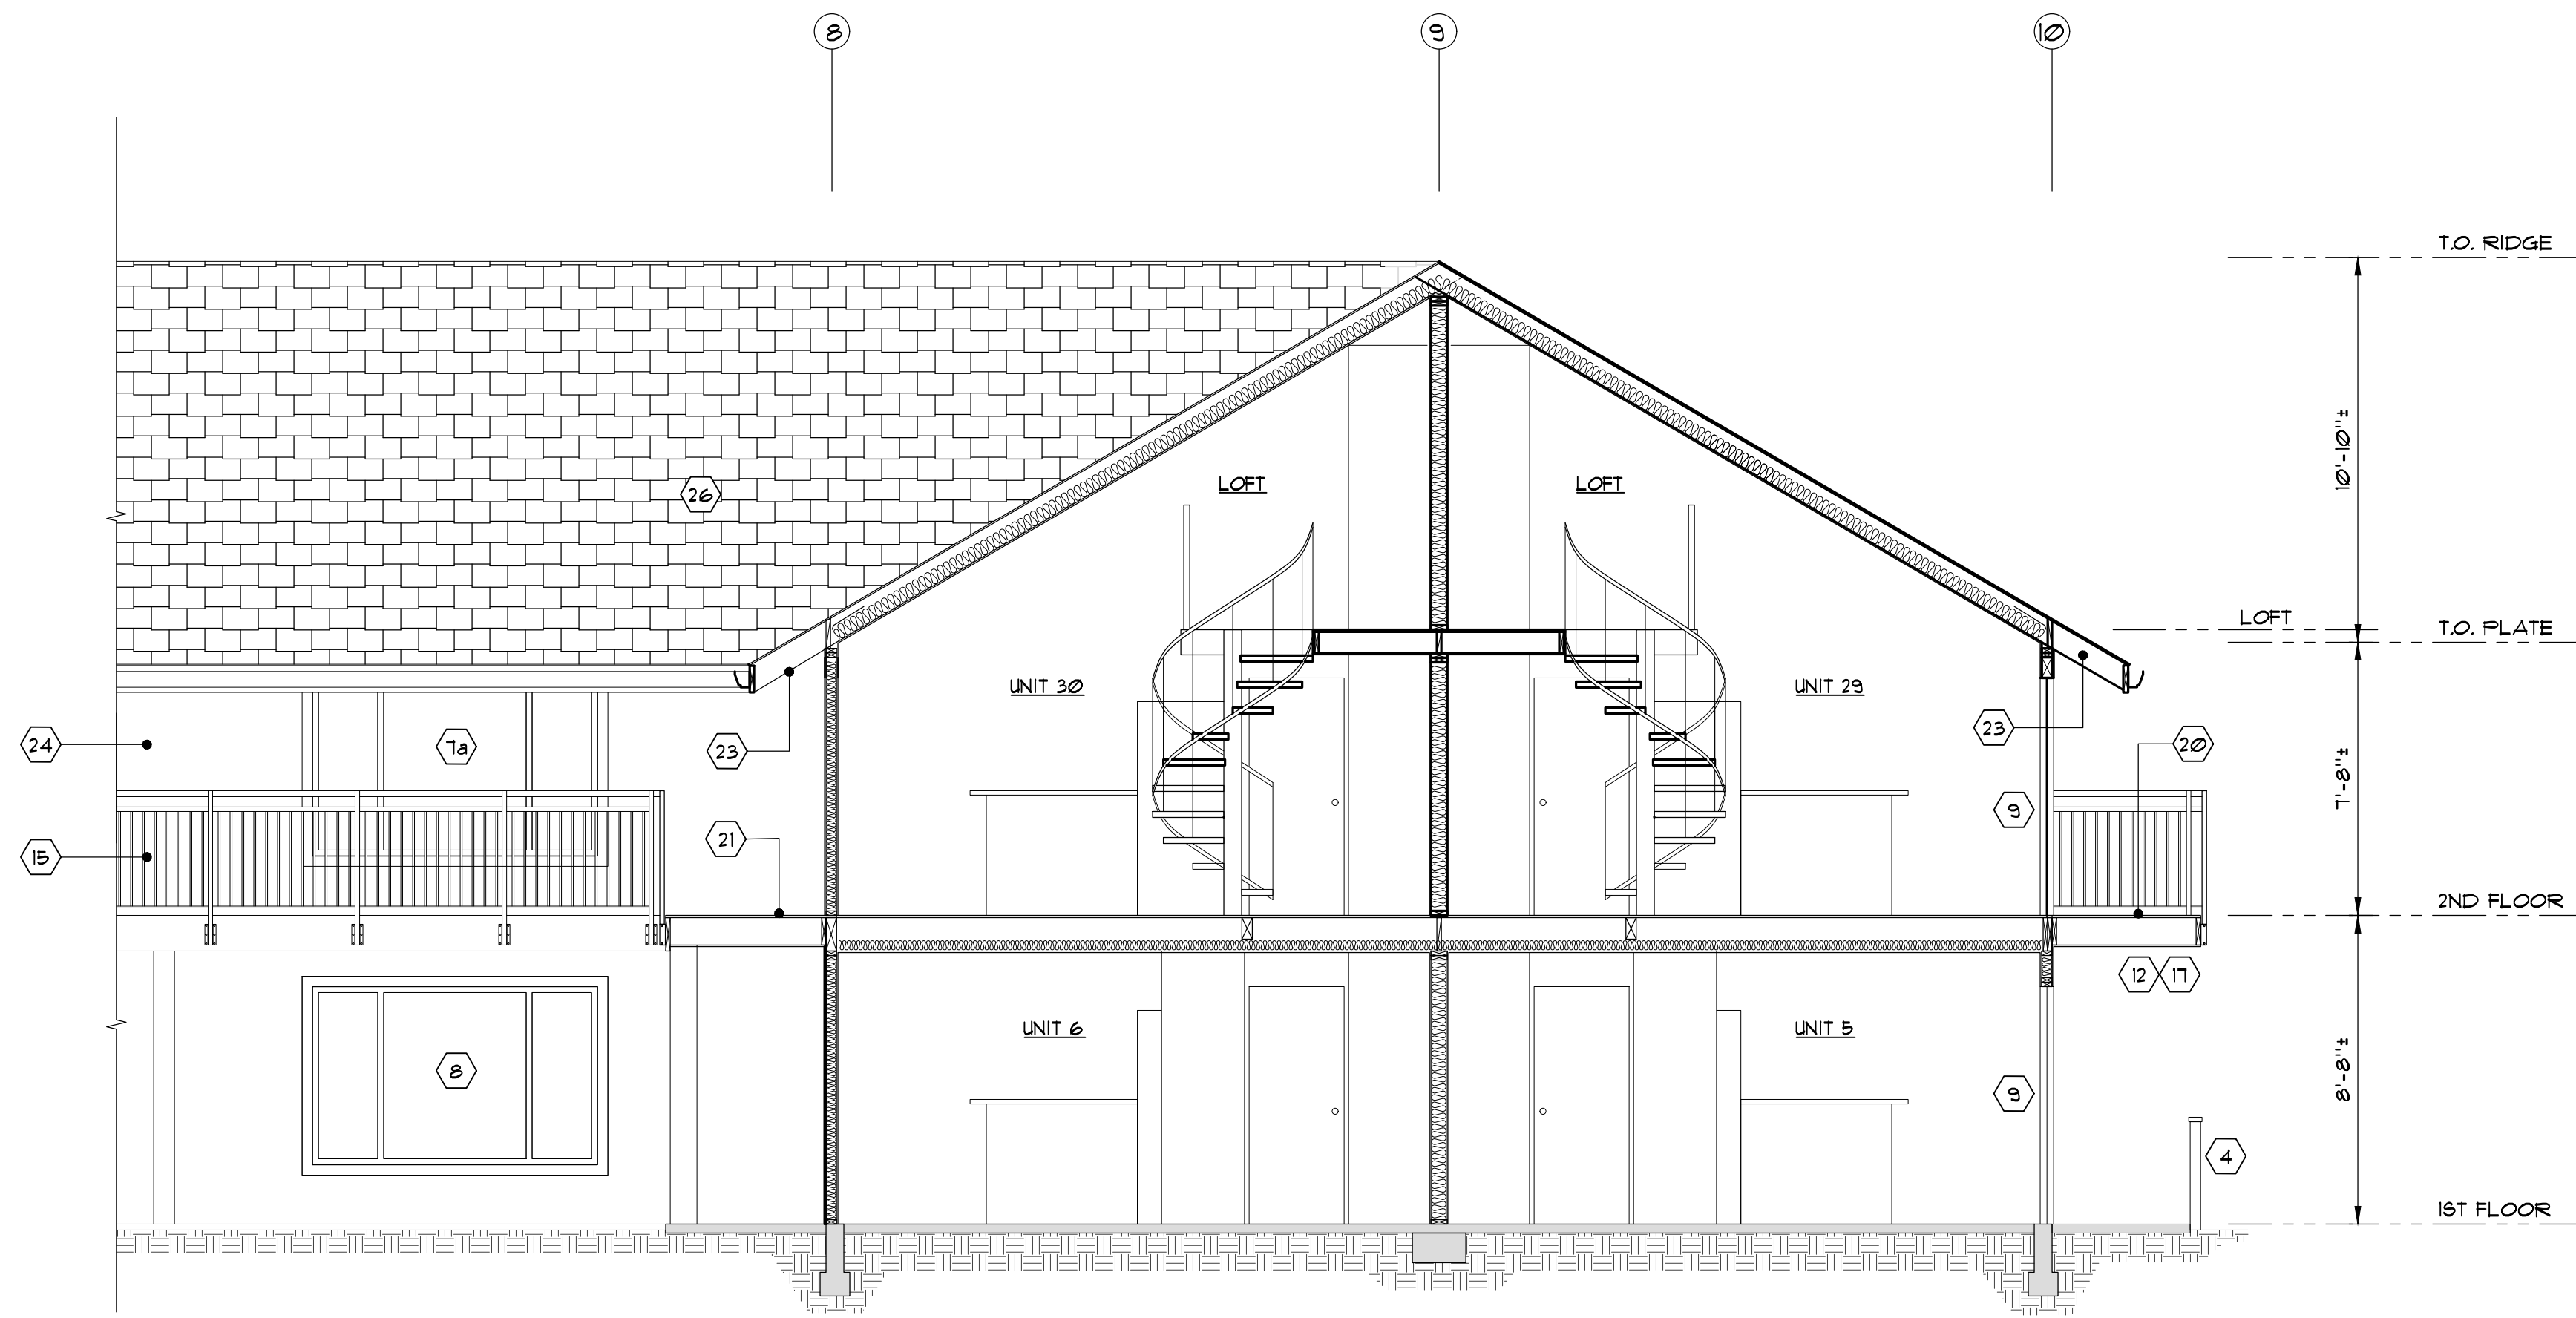 8
9
10
T.O. RIDGE
10'-10"±
26
LOFT
LOFT
LOFT
T.O. PLATE
UNIT 30
UNIT 29
24
7a
23
23
20
7'-8"±
9
21
15
2ND FLOOR
12
17
UNIT 6
UNIT 5
8
9
8'-8"±
4
1ST FLOOR